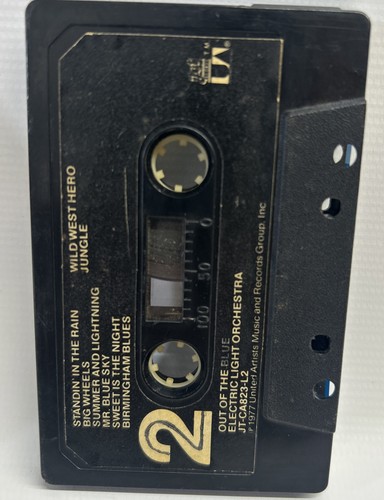 STANDIN' IN THE RAIN
BIG WHEELS
SUMMER AND LIGHTNING
MR. BLUE SKY
SWEET IS THE NIGHT
BIRMINGHAM BLUES
WILD WEST HERO
JUNGLE
100 50 0
2
OUT OF THE BLUE
ELECTRIC LIGHT ORCHESTRA
JT-CA823-L2
℗1977 United Artists Music and Records Group, Inc